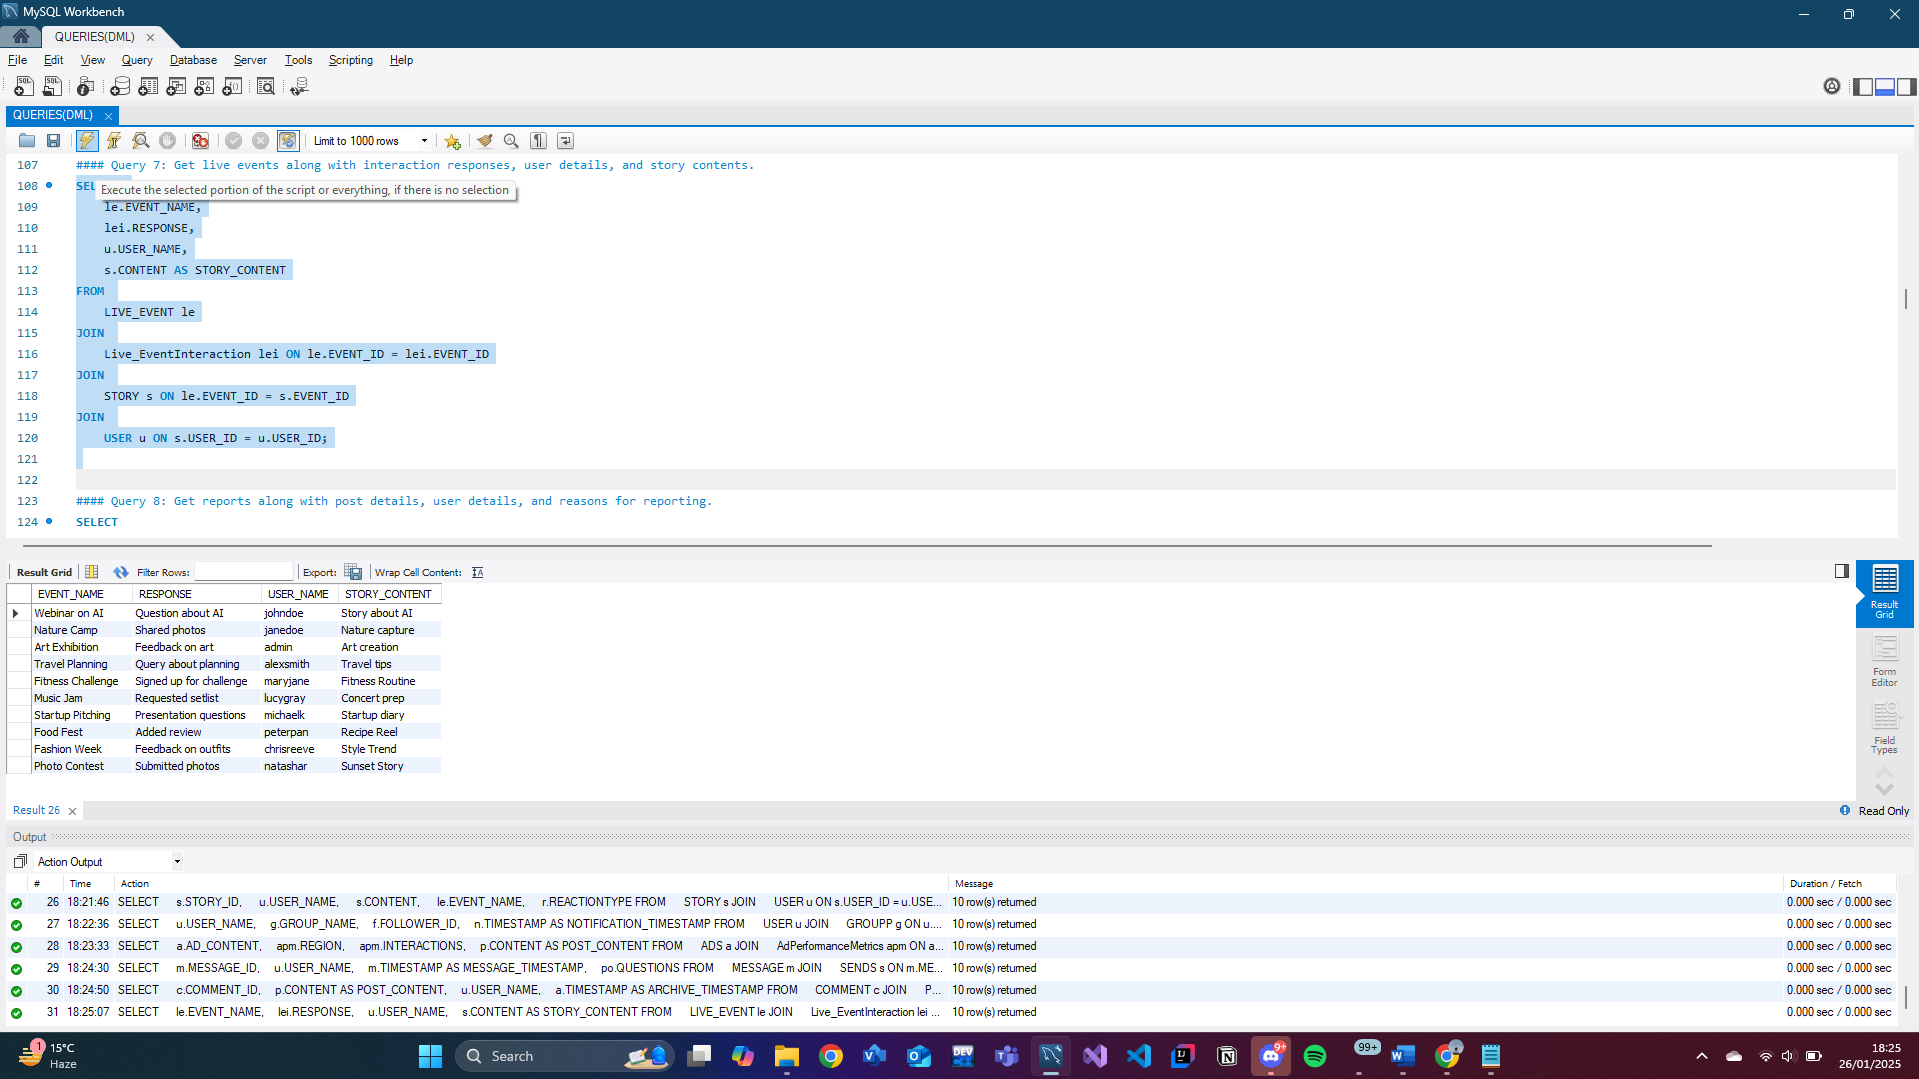 MySQL Workbench
QUERIES(DML)
File Edit View Query Database Server Tools Scripting Help
QUERIES(DML)
Limit to 1000 rows
107 #### Query 7: Get live events along with interaction responses, user details, and story contents.
108 SEL
Execute the selected portion of the script or everything, if there is no selection
109 le.EVENT_NAME,
110 lei.RESPONSE,
111 u.USER_NAME,
112 s.CONTENT AS STORY_CONTENT
113 FROM
114 LIVE_EVENT le
115 JOIN
116 Live_EventInteraction lei ON le.EVENT_ID = lei.EVENT_ID
117 JOIN
118 STORY s ON le.EVENT_ID = s.EVENT_ID
119 JOIN
120 USER u ON s.USER_ID = u.USER_ID;
121
122
123 #### Query 8: Get reports along with post details, user details, and reasons for reporting.
124 SELECT
Result Grid Filter Rows: Export: Wrap Cell Content:
EVENT_NAME RESPONSE USER_NAME STORY_CONTENT
Webinar on AI Question about AI johndoe Story about AI
Nature Camp Shared photos janedoe Nature capture
Art Exhibition Feedback on art admin Art creation
Travel Planning Query about planning alexsmith Travel tips
Fitness Challenge Signed up for challenge maryjane Fitness Routine
Music Jam Requested setlist lucygray Concert prep
Startup Pitching Presentation questions michaelk Startup diary
Food Fest Added review peterpan Recipe Reel
Fashion Week Feedback on outfits chrisreeve Style Trend
Photo Contest Submitted photos natashar Sunset Story
Result Grid
Form Editor
Field Types
Result 26 Read Only
Output
Action Output
# Time Action Message Duration / Fetch
26 18:21:46 SELECT s.STORY_ID, u.USER_NAME, s.CONTENT, le.EVENT_NAME, r.REACTIONTYPE FROM STORY s JOIN USER u ON s.USER_ID = u.USE... 10 row(s) returned 0.000 sec / 0.000 sec
27 18:22:36 SELECT u.USER_NAME, g.GROUP_NAME, f.FOLLOWER_ID, n.TIMESTAMP AS NOTIFICATION_TIMESTAMP FROM USER u JOIN GROUPP g ON u.... 10 row(s) returned 0.000 sec / 0.000 sec
28 18:23:33 SELECT a.AD_CONTENT, apm.REGION, apm.INTERACTIONS, p.CONTENT AS POST_CONTENT FROM ADS a JOIN AdPerformanceMetrics apm ON a... 10 row(s) returned 0.000 sec / 0.000 sec
29 18:24:30 SELECT m.MESSAGE_ID, u.USER_NAME, m.TIMESTAMP AS MESSAGE_TIMESTAMP, po.QUESTIONS FROM MESSAGE m JOIN SENDS s ON m.ME... 10 row(s) returned 0.000 sec / 0.000 sec
30 18:24:50 SELECT c.COMMENT_ID, p.CONTENT AS POST_CONTENT, u.USER_NAME, a.TIMESTAMP AS ARCHIVE_TIMESTAMP FROM COMMENT c JOIN P... 10 row(s) returned 0.000 sec / 0.000 sec
31 18:25:07 SELECT le.EVENT_NAME, lei.RESPONSE, u.USER_NAME, s.CONTENT AS STORY_CONTENT FROM LIVE_EVENT le JOIN Live_EventInteraction lei ... 10 row(s) returned 0.000 sec / 0.000 sec
1 15°C
Haze
Search
DEV
9+
99+
18:25
26/01/2025